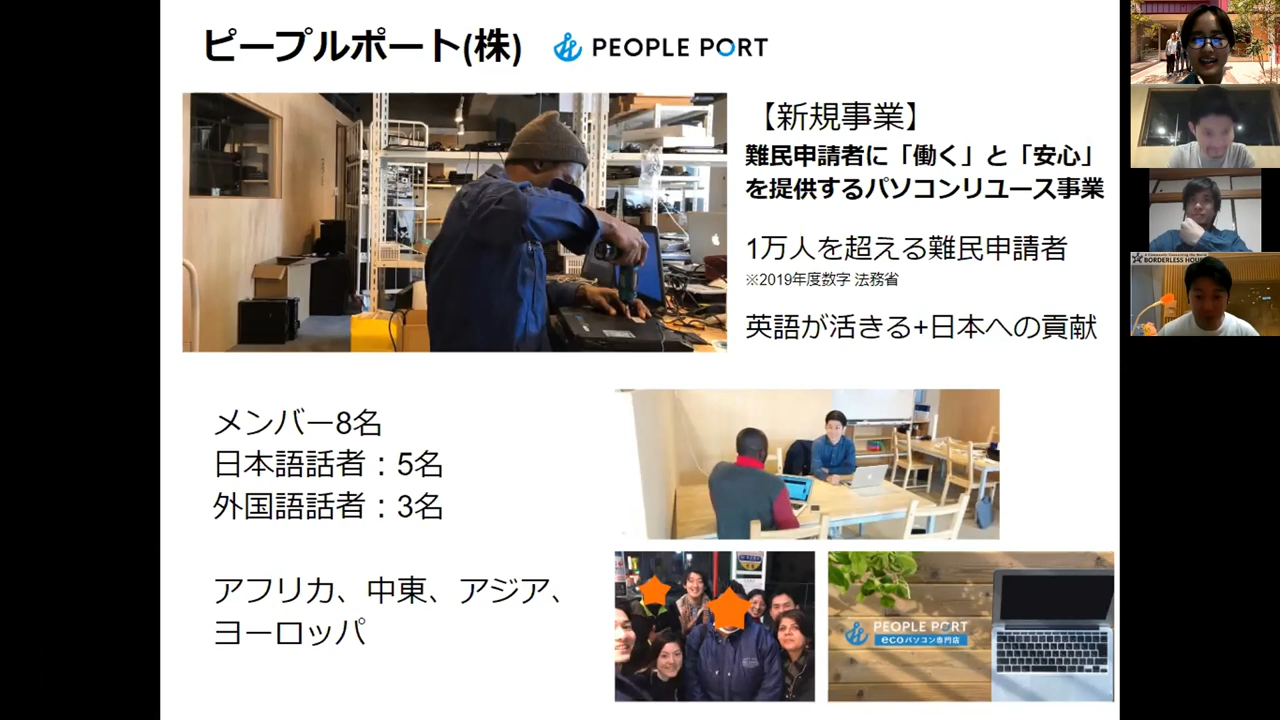 ピープルポート(株)
PEOPLE PORT
【新規事業】
難民申請者に「働く」と「安心」
を提供するパソコンリユース事業
1万人を超える難民申請者
※2019年度数字 法務省
英語が活きる+日本への貢献
メンバー8名
日本語話者：5名
外国語話者：3名
アフリカ、中東、アジア、
ヨーロッパ
PEOPLE PORT
ecoパソコン専門店
BORDERLESS HOU